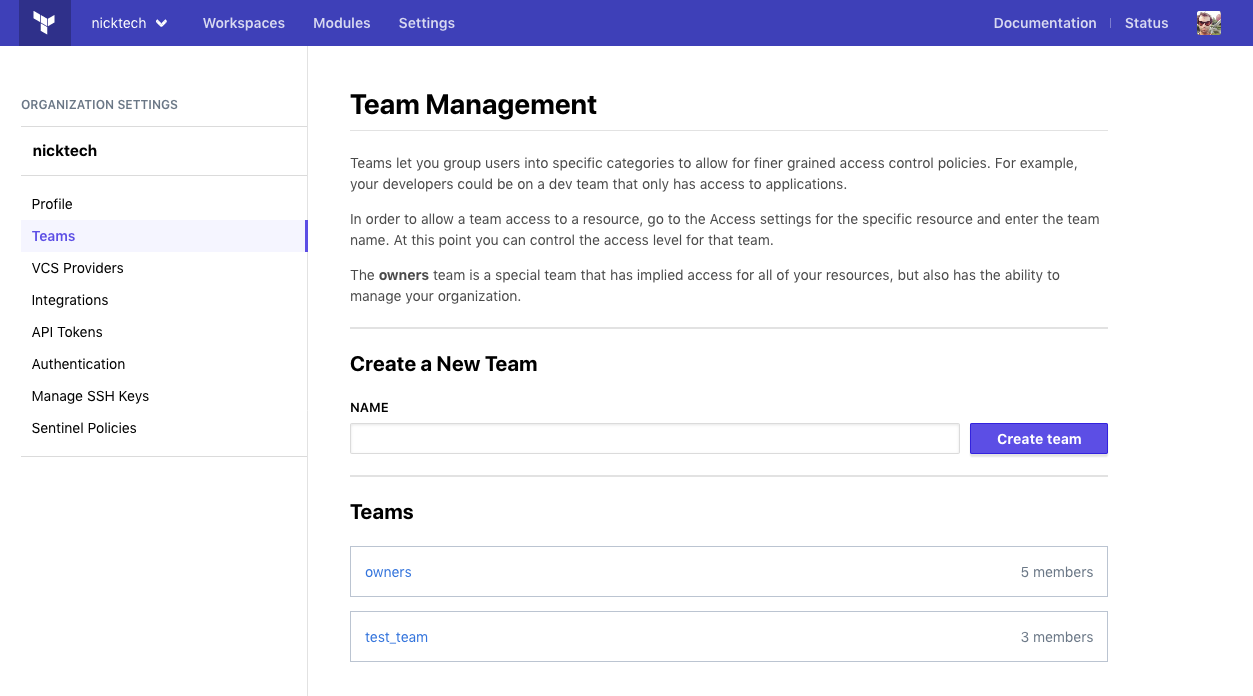 nicktech
Workspaces
Modules
Settings
Documentation
Status
ORGANIZATION SETTINGS
nicktech
Profile
Teams
VCS Providers
Integrations
API Tokens
Authentication
Manage SSH Keys
Sentinel Policies
Team Management
Teams let you group users into specific categories to allow for finer grained access control policies. For example,
your developers could be on a dev team that only has access to applications.
In order to allow a team access to a resource, go to the Access settings for the specific resource and enter the team
name. At this point you can control the access level for that team.
The owners team is a special team that has implied access for all of your resources, but also has the ability to
manage your organization.
Create a New Team
NAME
Create team
Teams
owners
5 members
test_team
3 members